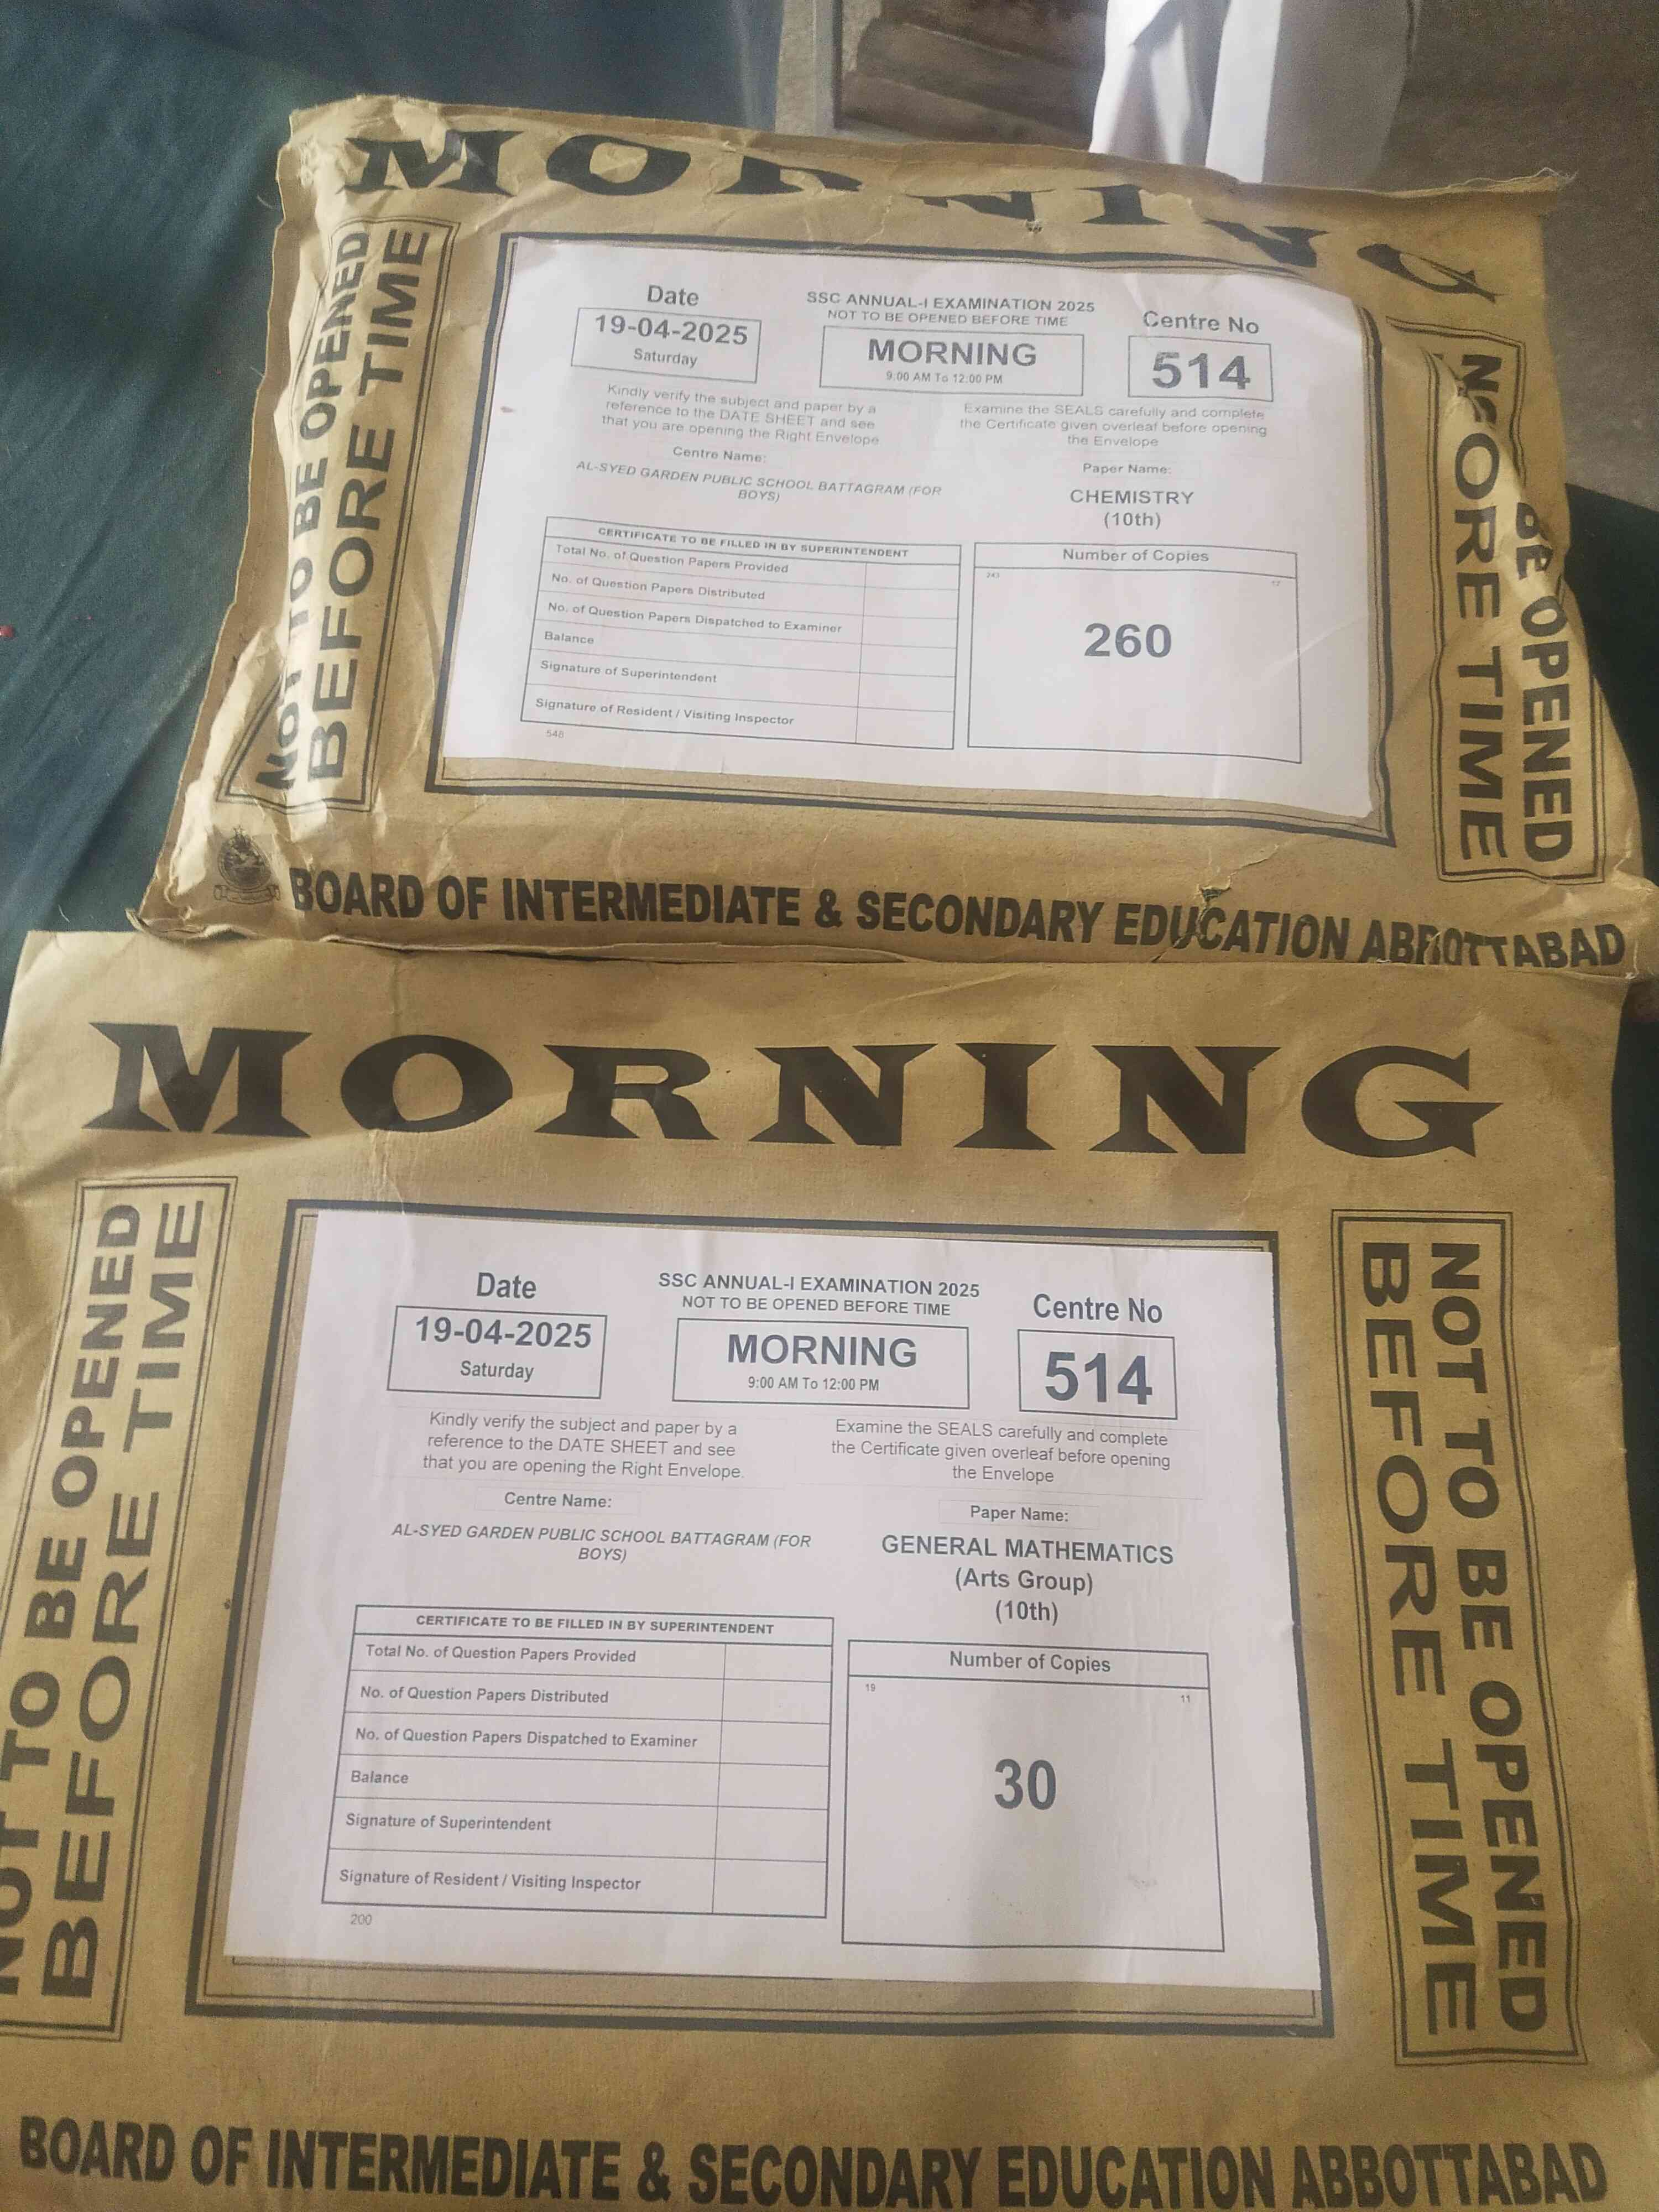 MORNING
NOT TO BE OPENED
BEFORE TIME
Date
19-04-2025
Saturday
SSC ANNUAL-I EXAMINATION 2025
NOT TO BE OPENED BEFORE TIME
MORNING
9:00 AM To 12:00 PM
Centre No
514
Kindly verify the subject and paper by a
reference to the DATE SHEET and see
that you are opening the Right Envelope.
Examine the SEALS carefully and complete
the Certificate given overleaf before opening
the Envelope
Centre Name:
AL-SYED GARDEN PUBLIC SCHOOL BATTAGRAM (FOR
BOYS)
Paper Name:
CHEMISTRY
(10th)
CERTIFICATE TO BE FILLED IN BY SUPERINTENDENT
Total No. of Question Papers Provided
No. of Question Papers Distributed
No. of Question Papers Dispatched to Examiner
Balance
Signature of Superintendent
Signature of Resident / Visiting Inspector
548
Number of Copies
243
17
260
BE OPENED
FORE TIME
BOARD OF INTERMEDIATE & SECONDARY EDUCATION ABBOTTABAD
MORNING
NOT TO BE OPENED
BEFORE TIME
Date
19-04-2025
Saturday
SSC ANNUAL-I EXAMINATION 2025
NOT TO BE OPENED BEFORE TIME
MORNING
9:00 AM To 12:00 PM
Centre No
514
Kindly verify the subject and paper by a
reference to the DATE SHEET and see
that you are opening the Right Envelope.
Examine the SEALS carefully and complete
the Certificate given overleaf before opening
the Envelope
Centre Name:
AL-SYED GARDEN PUBLIC SCHOOL BATTAGRAM (FOR
BOYS)
Paper Name:
GENERAL MATHEMATICS
(Arts Group)
(10th)
CERTIFICATE TO BE FILLED IN BY SUPERINTENDENT
Total No. of Question Papers Provided
No. of Question Papers Distributed
No. of Question Papers Dispatched to Examiner
Balance
Signature of Superintendent
Signature of Resident / Visiting Inspector
200
Number of Copies
19
11
30
NOT TO BE OPENED
BEFORE TIME
BOARD OF INTERMEDIATE & SECONDARY EDUCATION ABBOTTABAD